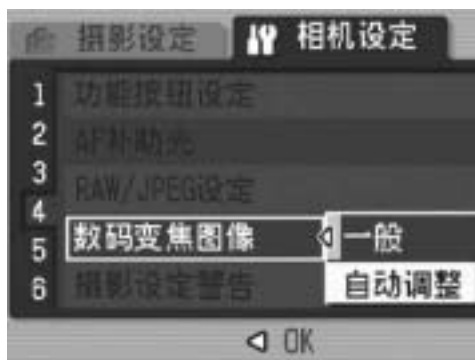 摄影设定 相机设定
1 功能按钮设定
2 AF补助光
3 RAW/JPEG设定
4 数码变焦图像 一般
5 摄影设定警告 自动调整
6
OK